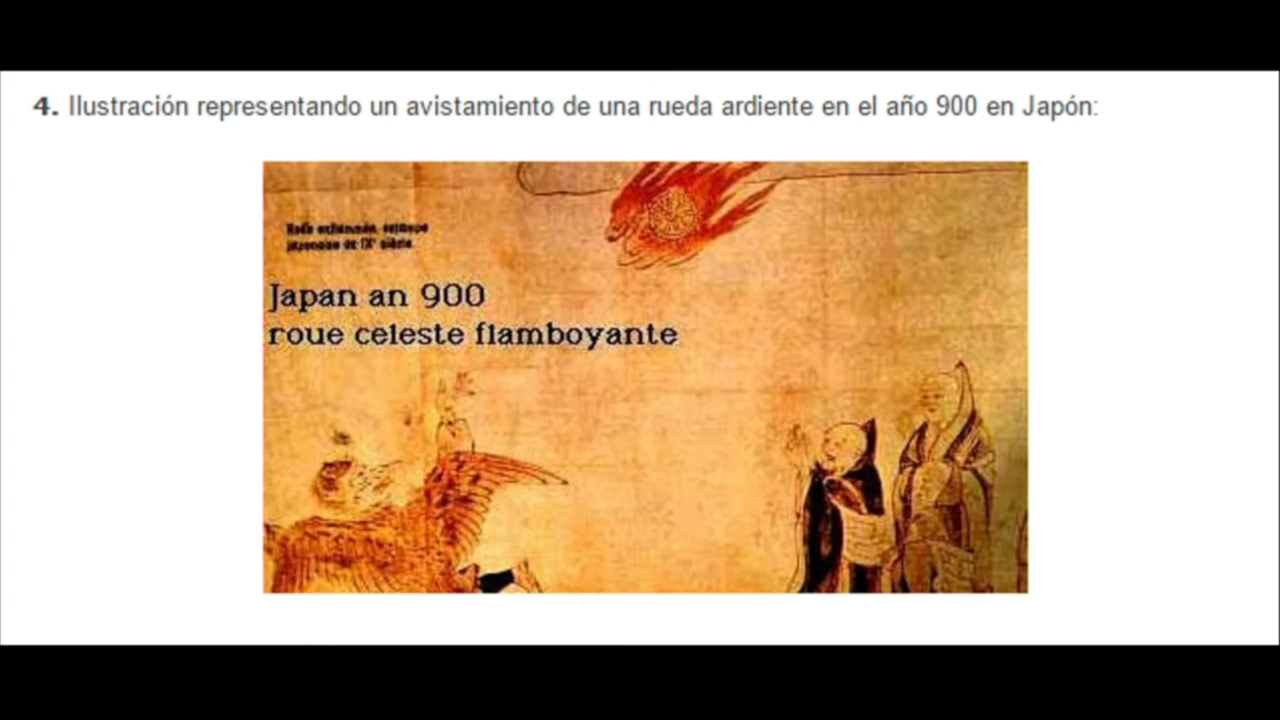 4. Ilustración representando un avistamiento de una rueda ardiente en el año 900 en Japón:
siècle
Japan an 900
roue celeste flamboyante